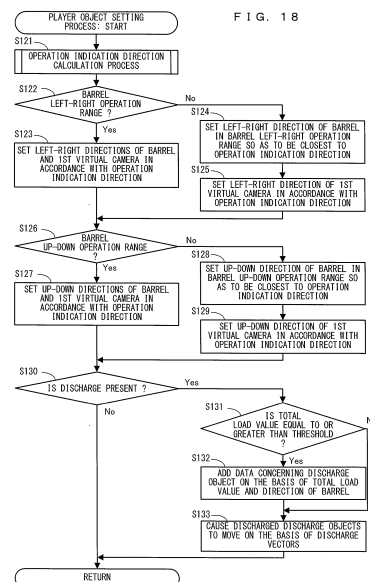 FIG. 18
PLAYER OBJECT SETTING
PROCESS: START
S121
OPERATION INDICATION DIRECTION
CALCULATION PROCESS
S122
BARREL
LEFT-RIGHT OPERATION
RANGE ?
No
Yes
S123
SET LEFT-RIGHT DIRECTIONS OF BARREL
AND 1ST VIRTUAL CAMERA IN
ACCORDANCE WITH OPERATION
INDICATION DIRECTION
S124
SET LEFT-RIGHT DIRECTION OF BARREL
IN BARREL LEFT-RIGHT OPERATION
RANGE SO AS TO BE CLOSEST TO
OPERATION INDICATION DIRECTION
S125
SET LEFT-RIGHT DIRECTION OF 1ST
VIRTUAL CAMERA IN ACCORDANCE WITH
OPERATION INDICATION DIRECTION
S126
BARREL
UP-DOWN OPERATION RANGE
?
No
Yes
S127
SET UP-DOWN DIRECTIONS OF BARREL
AND 1ST VIRTUAL CAMERA IN
ACCORDANCE WITH OPERATION
INDICATION DIRECTION
S128
SET UP-DOWN DIRECTION OF BARREL IN
BARREL UP-DOWN OPERATION RANGE SO
AS TO BE CLOSEST TO OPERATION
INDICATION DIRECTION
S129
SET UP-DOWN DIRECTION OF 1ST
VIRTUAL CAMERA IN ACCORDANCE WITH
OPERATION INDICATION DIRECTION
S130
IS DISCHARGE PRESENT ?
Yes
No
S131
IS TOTAL
LOAD VALUE EQUAL TO OR
GREATER THAN THRESHOLD
?
Yes
S132
ADD DATA CONCERNING DISCHARGE
OBJECT ON THE BASIS OF TOTAL LOAD
VALUE AND DIRECTION OF BARREL
S133
CAUSE DISCHARGED DISCHARGE OBJECTS
TO MOVE ON THE BASIS OF DISCHARGE
VECTORS
RETURN